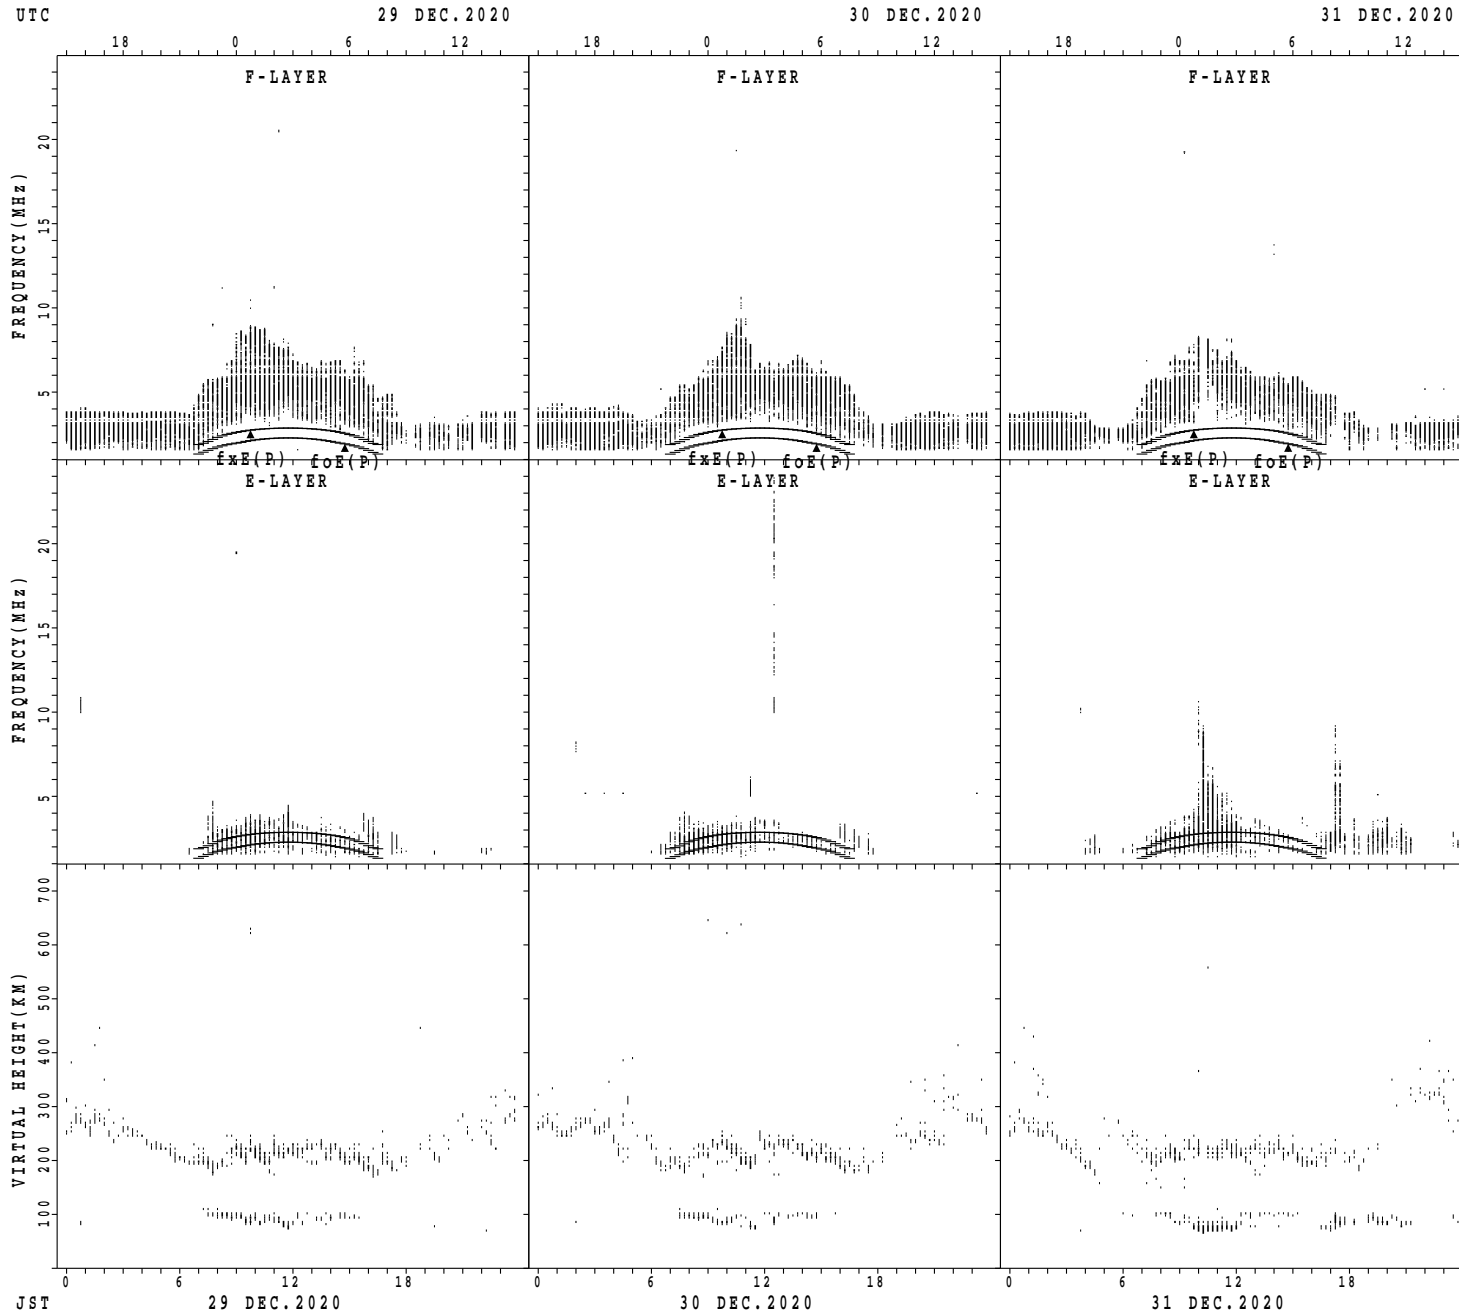 UTC 29 DEC.2020 30 DEC.2020 31 DEC.2020
18 0 6 12 18 0 6 12 18 0 6 12
F-LAYER F-LAYER F-LAYER
FREQUENCY(MHz)
20
15
10
5
fxE(P) foE(P) fxE(P) foE(P) fxE(P) foE(P)
E-LAYER E-LAYER E-LAYER
FREQUENCY(MHz)
20
15
10
5
VIRTUAL HEIGHT(KM)
700
600
500
400
300
200
100
0 6 12 18 0 6 12 18 0 6 12 18
JST 29 DEC.2020 30 DEC.2020 31 DEC.2020